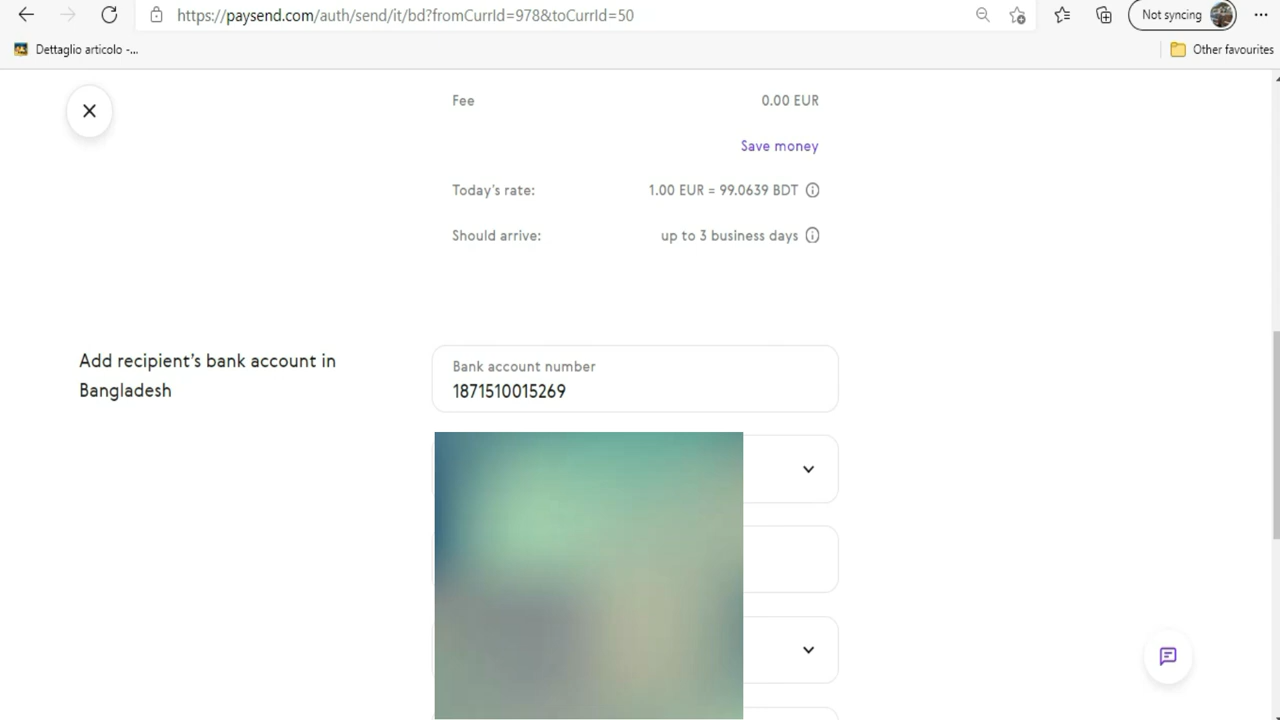 https://paysend.com/auth/send/it/bd?fromCurrId=978&toCurrId=50
Not syncing
Dettaglio articolo -...
Other favourites
Fee 0.00 EUR
Save money
Today's rate: 1.00 EUR = 99.0639 BDT
Should arrive: up to 3 business days
Add recipient's bank account in
Bangladesh
Bank account number
1871510015269